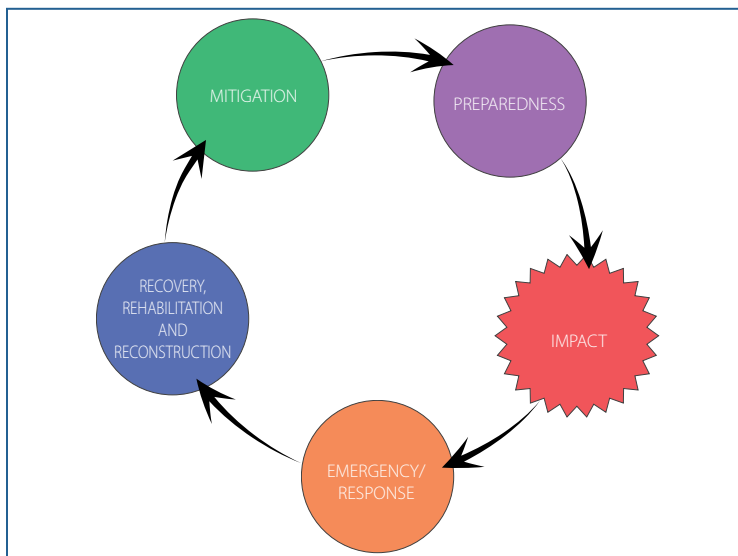 MITIGATION
PREPAREDNESS
IMPACT
EMERGENCY/
RESPONSE
RECOVERY,
REHABILITATION
AND
RECONSTRUCTION